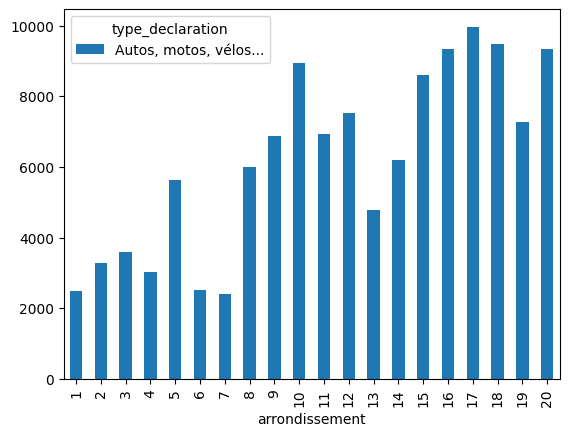 type_declaration
Autos, motos, vélos...
10000
8000
6000
4000
2000
0
1 2 3 4 5 6 7 8 9 10 11 12 13 14 15 16 17 18 19 20
arrondissement